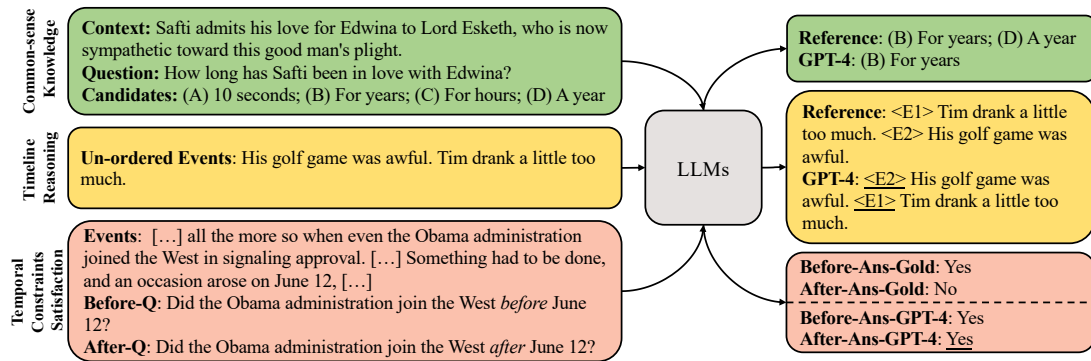 Common-sense
Knowledge
Context: Safti admits his love for Edwina to Lord Esketh, who is now
sympathetic toward this good man's plight.
Question: How long has Safti been in love with Edwina?
Candidates: (A) 10 seconds; (B) For years; (C) For hours; (D) A year
Reference: (B) For years; (D) A year
GPT-4: (B) For years
Timeline
Reasoning
Un-ordered Events: His golf game was awful. Tim drank a little too
much.
LLMs
Reference: <E1> Tim drank a little
too much. <E2> His golf game was
awful.
GPT-4: <E2> His golf game was
awful. <E1> Tim drank a little too
much.
Temporal
Constraints
Satisfaction
Events: […] all the more so when even the Obama administration
joined the West in signaling approval. […] Something had to be done,
and an occasion arose on June 12, […]
Before-Q: Did the Obama administration join the West before June
12?
After-Q: Did the Obama administration join the West after June 12?
Before-Ans-Gold: Yes
After-Ans-Gold: No
Before-Ans-GPT-4: Yes
After-Ans-GPT-4: Yes